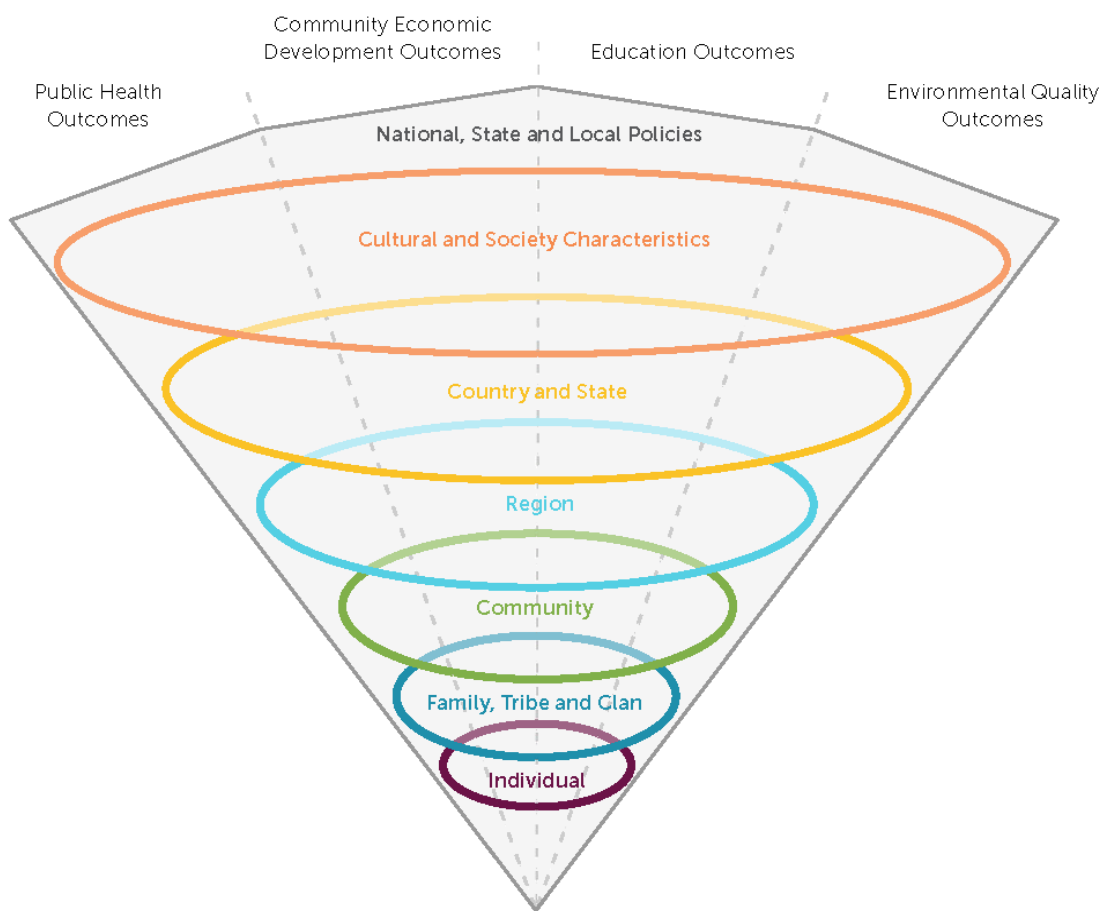 Community Economic
Development Outcomes
Education Outcomes
Public Health
Outcomes
Environmental Quality
Outcomes
National, State and Local Policies
Cultural and Society Characteristics
Country and State
Region
Community
Family, Tribe and Clan
Individual